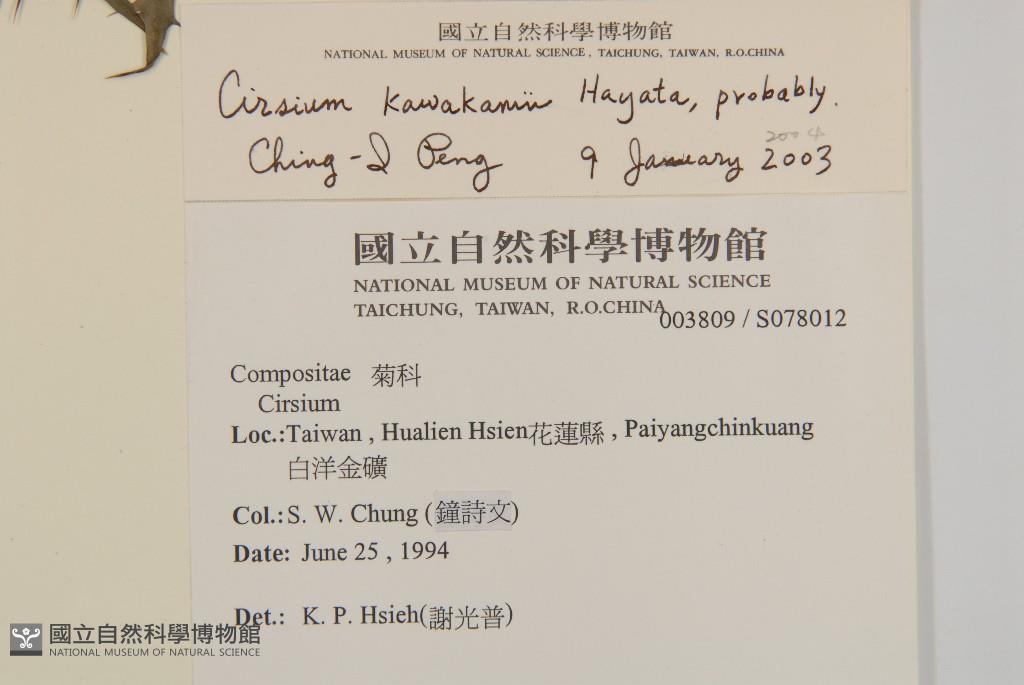 國立自然科學博物館
NATIONAL MUSEUM OF NATURAL SCIENCE, TAICHUNG, TAIWAN, R.O.CHINA
Cirsium kawakamii Hayata, probably.
2004
Ching-I Peng 9 January 2003
國立自然科學博物館
NATIONAL MUSEUM OF NATURAL SCIENCE
TAICHUNG, TAIWAN, R.O.CHINA
003809 / S078012
Compositae 菊科
Cirsium
Loc.:Taiwan , Hualien Hsien花蓮縣 , Paiyangchinkuang
白洋金礦
Col.: S. W. Chung (鐘詩文)
Date: June 25 , 1994
Det.: K. P. Hsieh(謝光普)
國立自然科學博物館
NATIONAL MUSEUM OF NATURAL SCIENCE